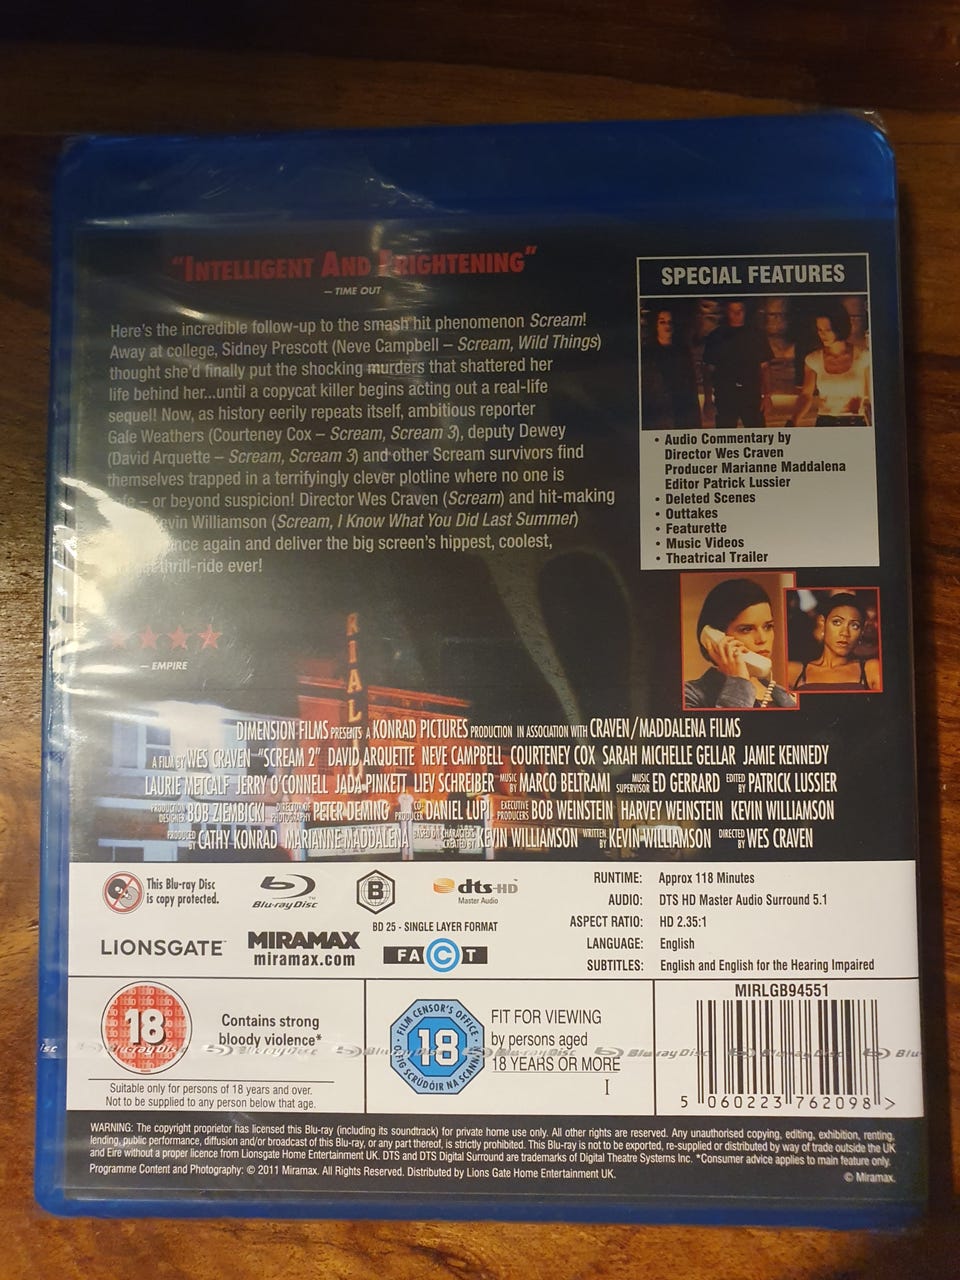 "INTELLIGENT AND FRIGHTENING"
– TIME OUT
Here's the incredible follow-up to the smash hit phenomenon Scream!
Away at college, Sidney Prescott (Neve Campbell – Scream, Wild Things)
thought she'd finally put the shocking murders that shattered her
life behind her...until a copycat killer begins acting out a real-life
sequel! Now, as history eerily repeats itself, ambitious reporter
Gale Weathers (Courteney Cox – Scream, Scream 3), deputy Dewey
(David Arquette – Scream, Scream 3) and other Scream survivors find
themselves trapped in a terrifyingly clever plotline where no one is
safe – or beyond suspicion! Director Wes Craven (Scream) and hit-making
Kevin Williamson (Scream, I Know What You Did Last Summer)
once again and deliver the big screen's hippest, coolest,
thrill-ride ever!
– EMPIRE
SPECIAL FEATURES
• Audio Commentary by
Director Wes Craven
Producer Marianne Maddalena
Editor Patrick Lussier
• Deleted Scenes
• Outtakes
• Featurette
• Music Videos
• Theatrical Trailer
RIAL
DIMENSION FILMS PRESENTS A KONRAD PICTURES PRODUCTION IN ASSOCIATION WITH CRAVEN/MADDALENA FILMS
A FILM BY WES CRAVEN "SCREAM 2" DAVID ARQUETTE NEVE CAMPBELL COURTENEY COX SARAH MICHELLE GELLAR JAMIE KENNEDY
LAURIE METCALF JERRY O'CONNELL JADA PINKETT LIEV SCHREIBER MUSIC BY MARCO BELTRAMI MUSIC SUPERVISOR ED GERRARD EDITED BY PATRICK LUSSIER
PRODUCTION DESIGNER BOB ZIEMBICKI DIRECTOR OF PHOTOGRAPHY PETER DEMING CO-PRODUCER DANIEL LUPI EXECUTIVE PRODUCERS BOB WEINSTEIN HARVEY WEINSTEIN KEVIN WILLIAMSON
PRODUCED BY CATHY KONRAD MARIANNE MADDALENA BASED ON CHARACTERS CREATED BY KEVIN WILLIAMSON WRITTEN BY KEVIN WILLIAMSON DIRECTED BY WES CRAVEN
This Blu-ray Disc
is copy protected.
Blu-ray Disc
B
dts-HD
Master Audio
BD 25 - SINGLE LAYER FORMAT
LIONSGATE
MIRAMAX
miramax.com
FACT
RUNTIME: Approx 118 Minutes
AUDIO: DTS HD Master Audio Surround 5.1
ASPECT RATIO: HD 2.35:1
LANGUAGE: English
SUBTITLES: English and English for the Hearing Impaired
18
Contains strong
bloody violence*
Suitable only for persons of 18 years and over.
Not to be supplied to any person below that age.
FILM CENSOR'S OFFICE
18
OIFIG SCRÚDÓIR NA SCANNÁN
FIT FOR VIEWING
by persons aged
18 YEARS OR MORE
I
MIRLGB94551
5 060223 762098 >
Blu-ray Disc Blu-ray Disc Blu-ray Disc Blu-ray Disc Blu-ray Disc
WARNING: The copyright proprietor has licensed this Blu-ray (including its soundtrack) for private home use only. All other rights are reserved. Any unauthorised copying, editing, exhibition, renting,
lending, public performance, diffusion and/or broadcast of this Blu-ray, or any part thereof, is strictly prohibited. This Blu-ray is not to be exported, re-supplied or distributed by way of trade outside the UK
and Eire without a proper licence from Lionsgate Home Entertainment UK. DTS and DTS Digital Surround are trademarks of Digital Theatre Systems Inc. *Consumer advice applies to main feature only.
Programme Content and Photography: © 2011 Miramax. All Rights Reserved. Distributed by Lions Gate Home Entertainment UK.
© Miramax.